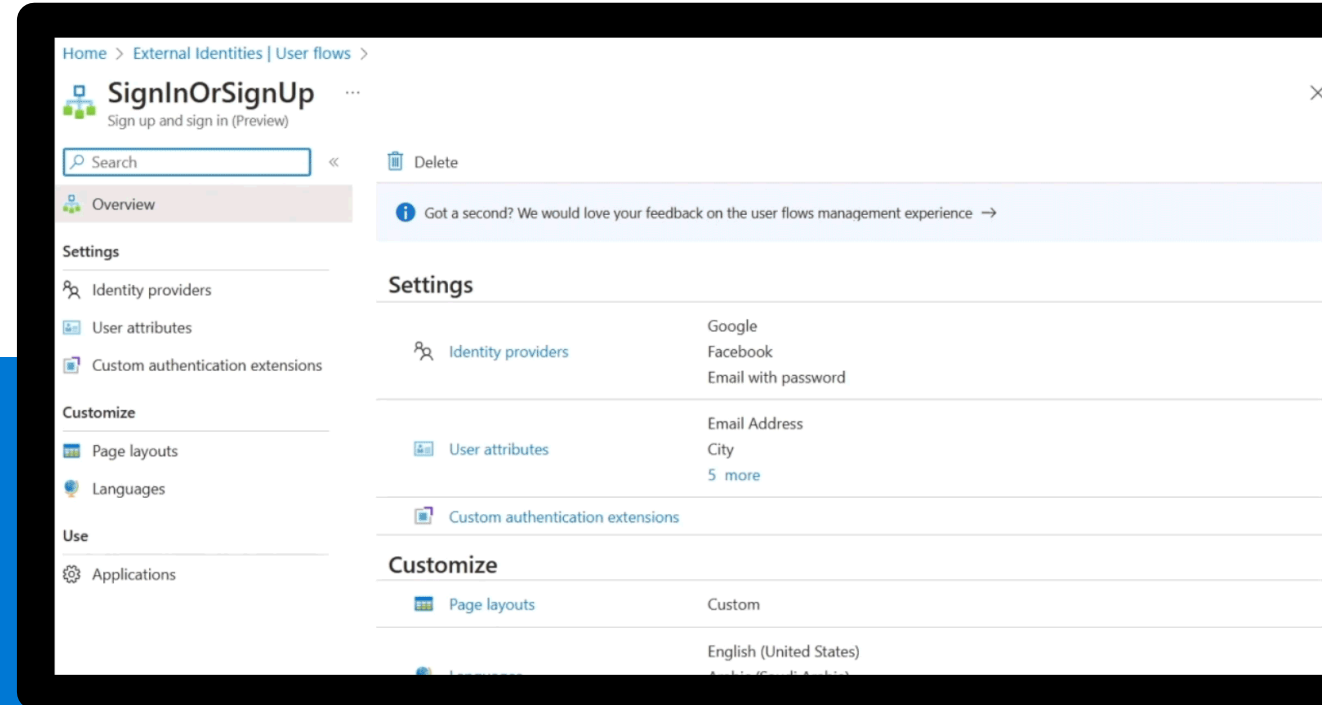 Home > External Identities | User flows >
SignInOrSignUp ...
Sign up and sign in (Preview)
Search
Overview
Settings
Identity providers
User attributes
Custom authentication extensions
Customize
Page layouts
Languages
Use
Applications
Delete
Got a second? We would love your feedback on the user flows management experience →
Settings
Identity providers
Google
Facebook
Email with password
User attributes
Email Address
City
5 more
Custom authentication extensions
Customize
Page layouts
Custom
English (United States)